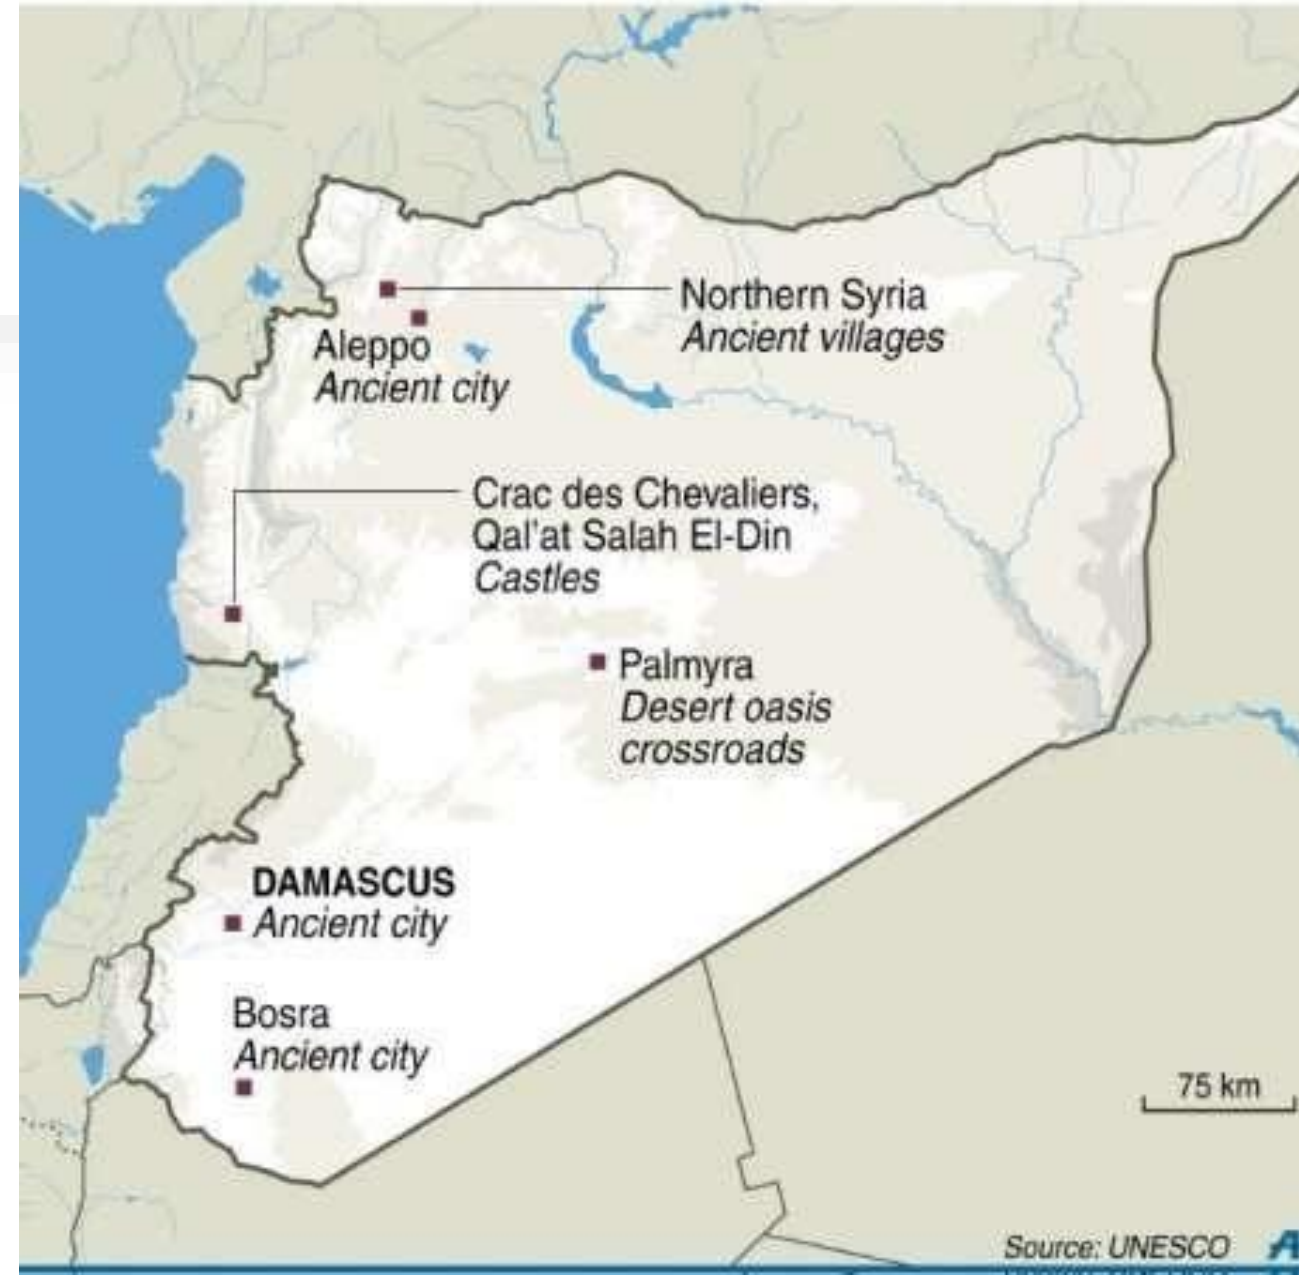 Northern Syria
Ancient villages
Aleppo
Ancient city
Crac des Chevaliers,
Qal'at Salah El-Din
Castles
Palmyra
Desert oasis
crossroads
DAMASCUS
Ancient city
Bosra
Ancient city
75 km
Source: UNESCO